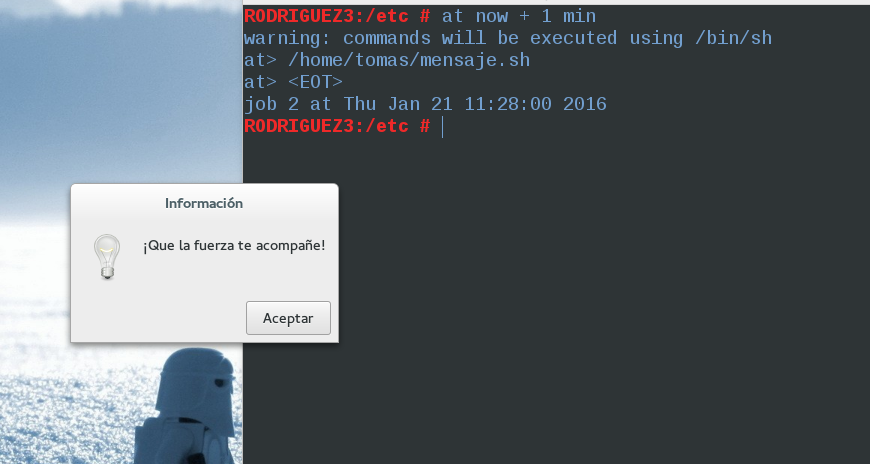 RODRIGUEZ3:/etc # at now + 1 min
warning: commands will be executed using /bin/sh
at> /home/tomas/mensaje.sh
at> <EOT>
job 2 at Thu Jan 21 11:28:00 2016
RODRIGUEZ3:/etc #
Información
¡Que la fuerza te acompañe!
Aceptar